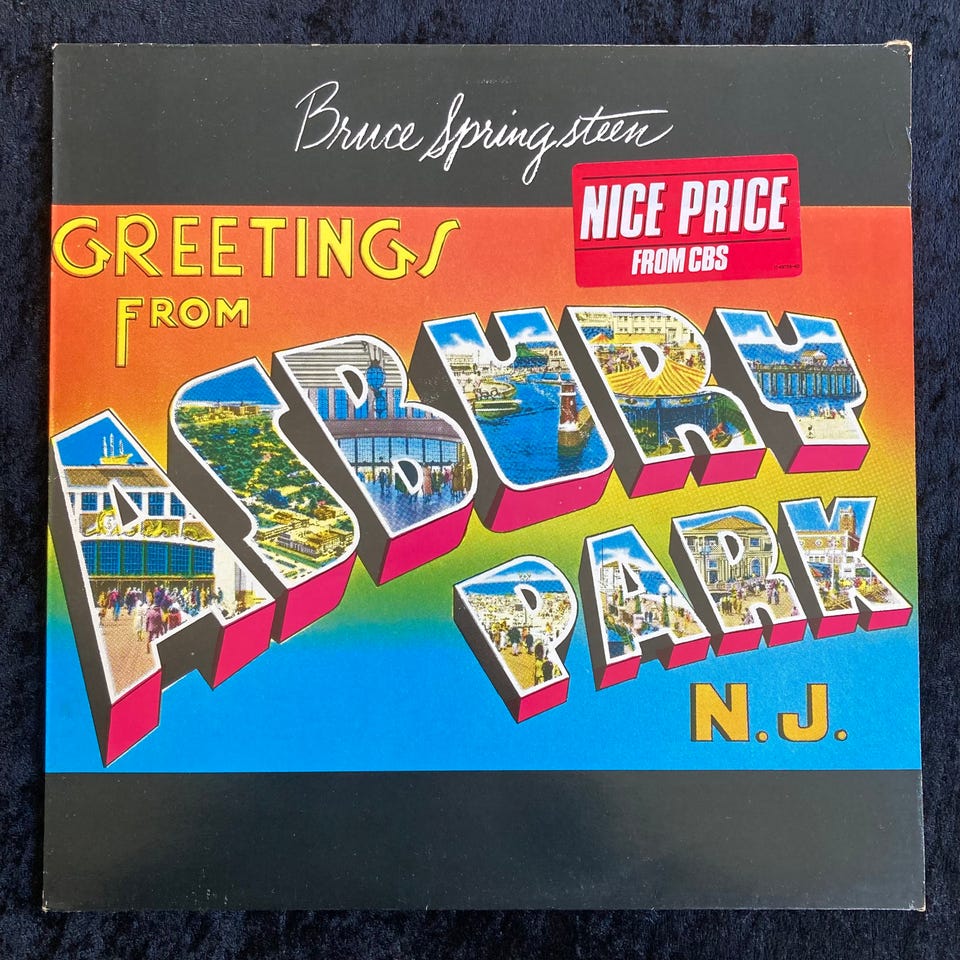 Bruce Springsteen
NICE PRICE
FROM CBS
GREETINGS
FROM
ASBURY
PARK
N.J.